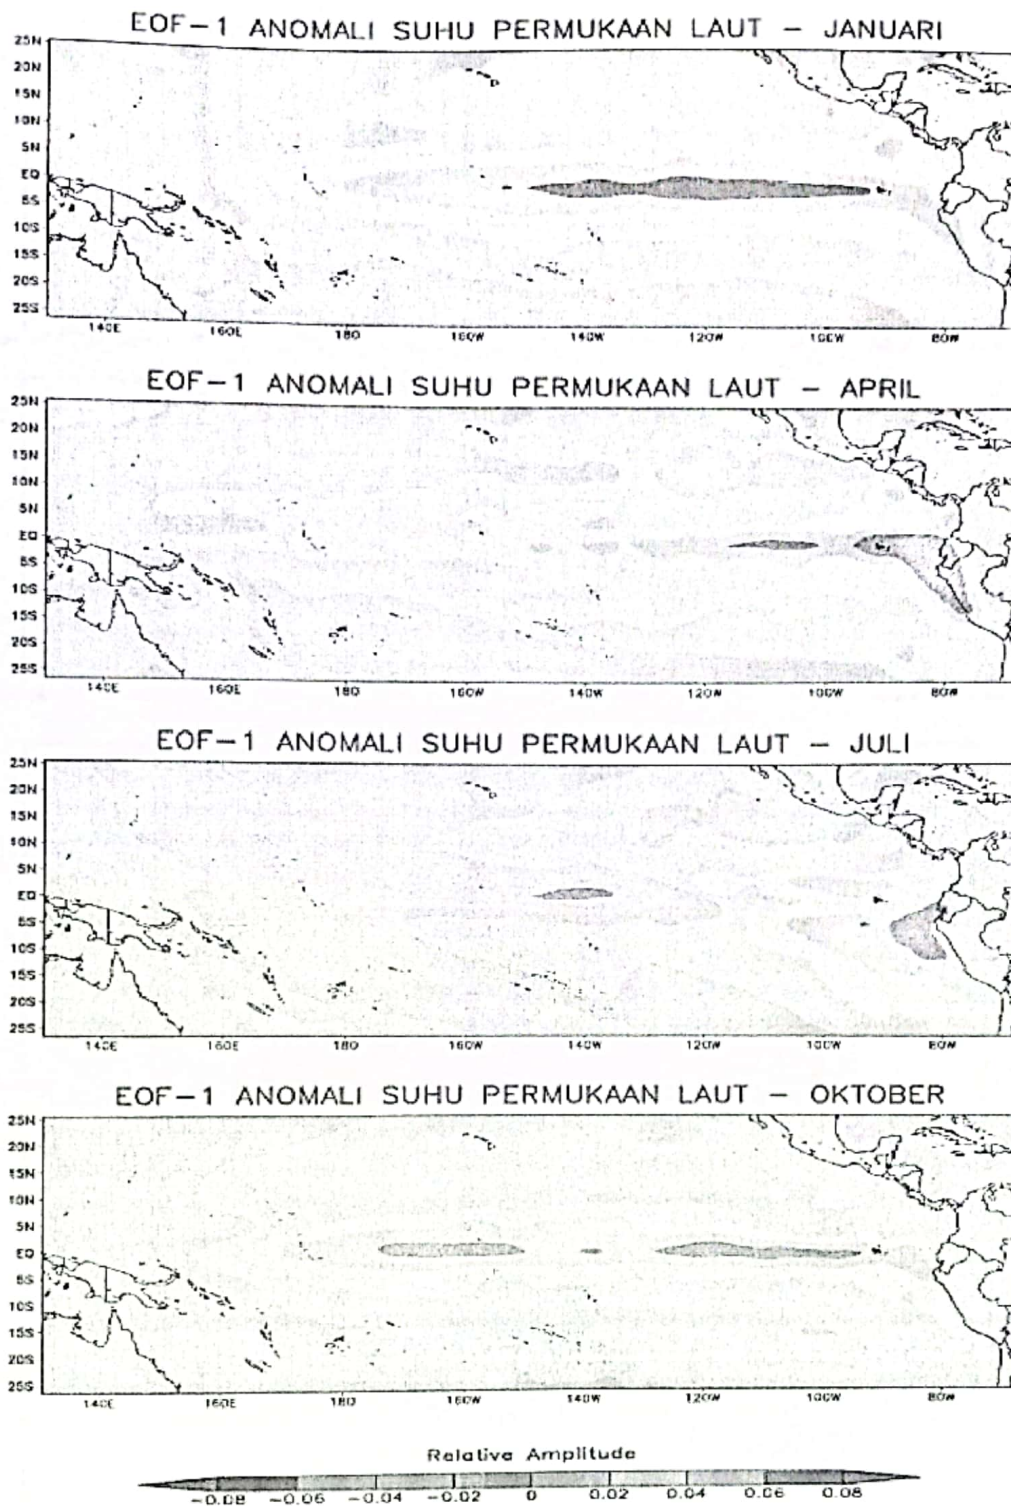 EOF-1 ANOMALI SUHU PERMUKAAN LAUT - JANUARI
25N
20N
15N
10N
5N
EQ
5S
10S
15S
20S
25S
140E 160E 180 160W 140W 120W 100W 80W
EOF-1 ANOMALI SUHU PERMUKAAN LAUT - APRIL
25N
20N
15N
10N
5N
EQ
5S
10S
15S
20S
25S
140E 160E 180 160W 140W 120W 100W 80W
EOF-1 ANOMALI SUHU PERMUKAAN LAUT - JULI
25N
20N
15N
10N
5N
EQ
5S
10S
15S
20S
25S
140E 160E 180 160W 140W 120W 100W 80W
EOF-1 ANOMALI SUHU PERMUKAAN LAUT - OKTOBER
25N
20N
15N
10N
5N
EQ
5S
10S
15S
20S
25S
140E 160E 180 160W 140W 120W 100W 80W
Relative Amplitude
-0.08 -0.06 -0.04 -0.02 0 0.02 0.04 0.06 0.08